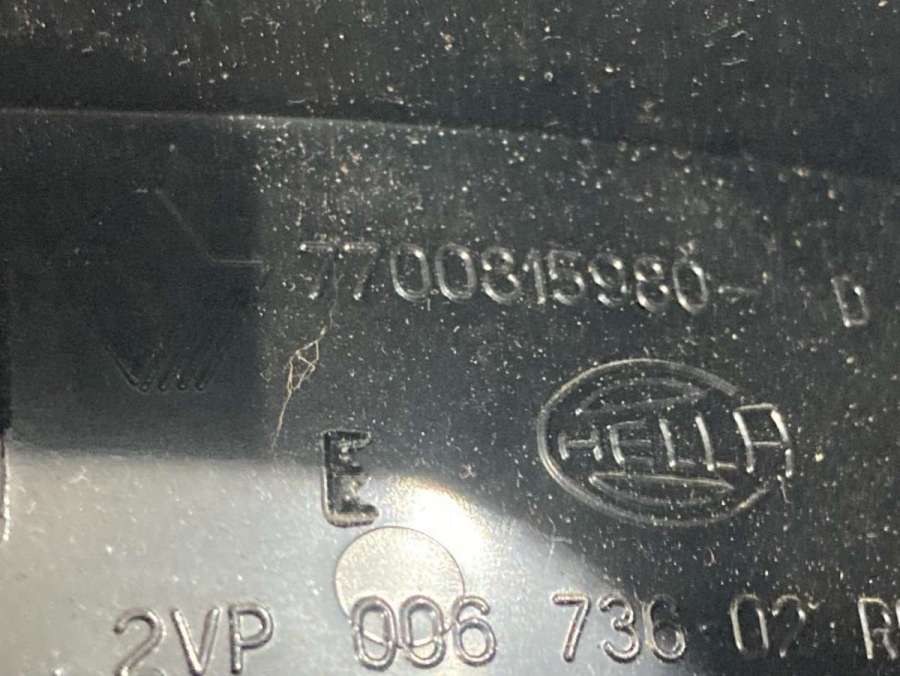 7700815980- D
HELLA
E
2VP 006 736 02 R